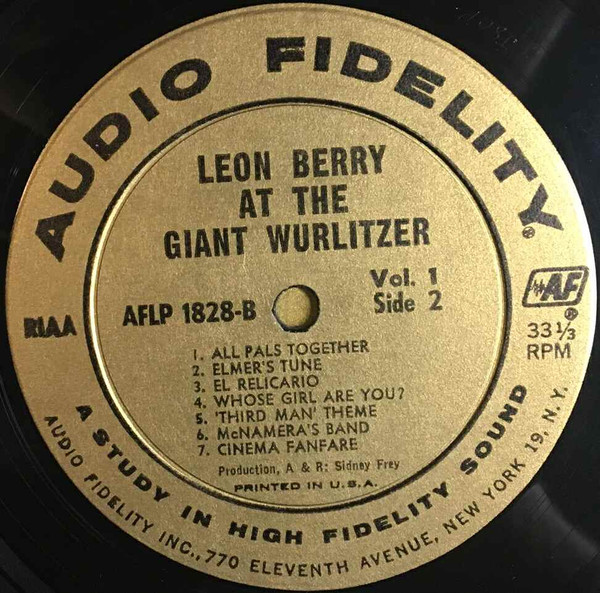 AUDIO FIDELITY®
LEON BERRY
AT THE
GIANT WURLITZER
Vol. 1
AFLP 1828-B
Side 2
RIAA
AF®
33 1/3
RPM
1. ALL PALS TOGETHER
2. ELMER'S TUNE
3. EL RELICARIO
4. WHOSE GIRL ARE YOU?
5. 'THIRD MAN' THEME
6. McNAMERA'S BAND
7. CINEMA FANFARE
Production, A & R: Sidney Frey
PRINTED IN U.S.A.
A STUDY IN HIGH FIDELITY SOUND
AUDIO FIDELITY INC., 770 ELEVENTH AVENUE, NEW YORK 19, N.Y.